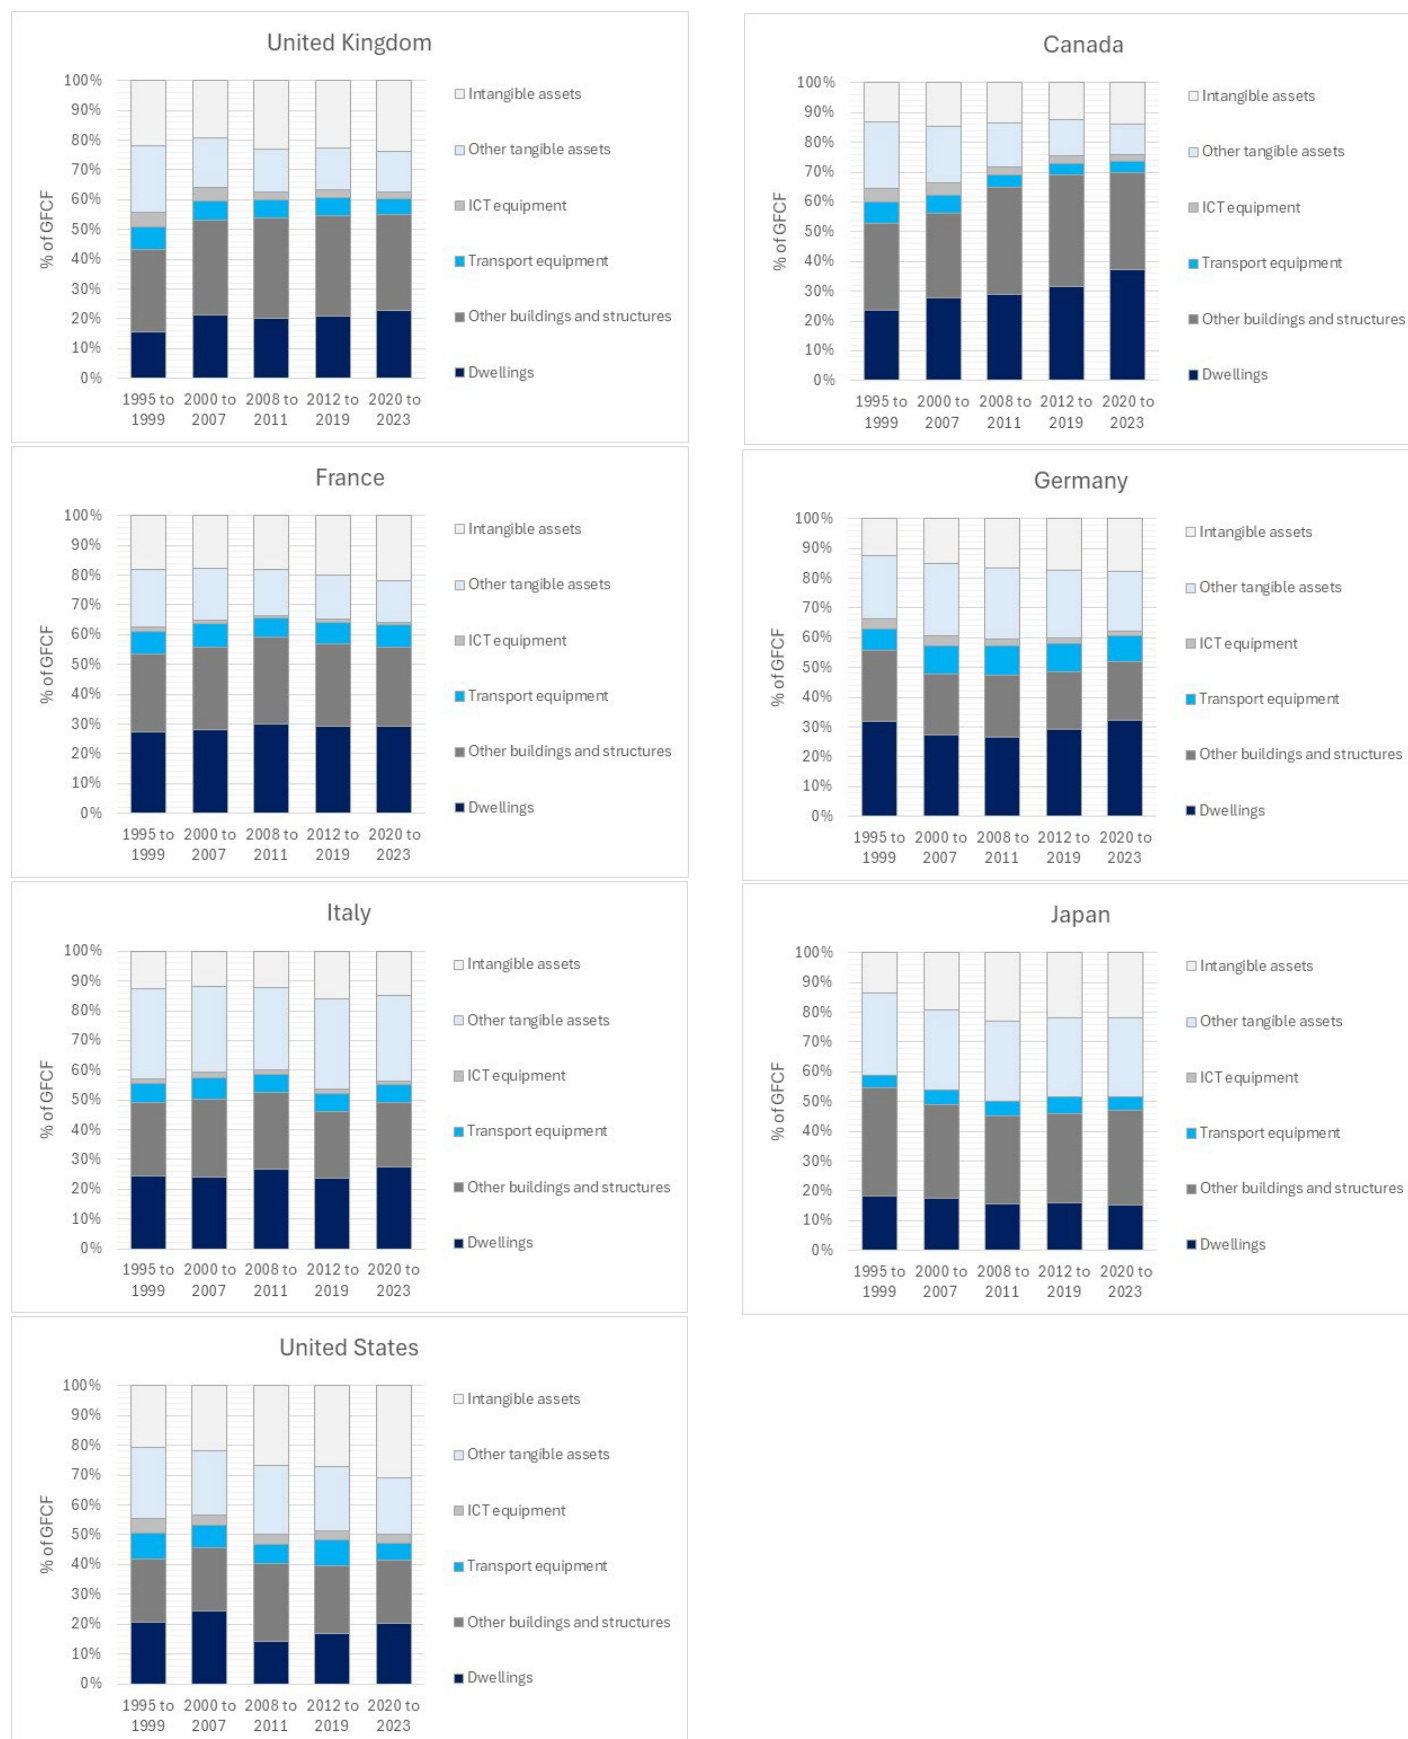 United Kingdom
% of GFCF
100%
90%
80%
70%
60%
50%
40%
30%
20%
10%
0%
1995 to 2000 to 2008 to 2012 to 2020 to
1999 2007 2011 2019 2023
Intangible assets
Other tangible assets
ICT equipment
Transport equipment
Other buildings and structures
Dwellings
Canada
% of GFCF
100%
90%
80%
70%
60%
50%
40%
30%
20%
10%
0%
1995 to 2000 to 2008 to 2012 to 2020 to
1999 2007 2011 2019 2023
Intangible assets
Other tangible assets
ICT equipment
Transport equipment
Other buildings and structures
Dwellings
France
% of GFCF
100%
90%
80%
70%
60%
50%
40%
30%
20%
10%
0%
1995 to 2000 to 2008 to 2012 to 2020 to
1999 2007 2011 2019 2023
Intangible assets
Other tangible assets
ICT equipment
Transport equipment
Other buildings and structures
Dwellings
Germany
% of GFCF
100%
90%
80%
70%
60%
50%
40%
30%
20%
10%
0%
1995 to 2000 to 2008 to 2012 to 2020 to
1999 2007 2011 2019 2023
Intangible assets
Other tangible assets
ICT equipment
Transport equipment
Other buildings and structures
Dwellings
Italy
% of GFCF
100%
90%
80%
70%
60%
50%
40%
30%
20%
10%
0%
1995 to 2000 to 2008 to 2012 to 2020 to
1999 2007 2011 2019 2023
Intangible assets
Other tangible assets
ICT equipment
Transport equipment
Other buildings and structures
Dwellings
Japan
% of GFCF
100%
90%
80%
70%
60%
50%
40%
30%
20%
10%
0%
1995 to 2000 to 2008 to 2012 to 2020 to
1999 2007 2011 2019 2023
Intangible assets
Other tangible assets
ICT equipment
Transport equipment
Other buildings and structures
Dwellings
United States
% of GFCF
100%
90%
80%
70%
60%
50%
40%
30%
20%
10%
0%
1995 to 2000 to 2008 to 2012 to 2020 to
1999 2007 2011 2019 2023
Intangible assets
Other tangible assets
ICT equipment
Transport equipment
Other buildings and structures
Dwellings